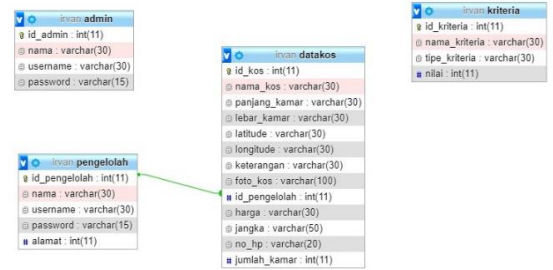 irvan admin
id_admin : int(11)
nama : varchar(30)
username : varchar(30)
password : varchar(15)
irvan kriteria
id_kriteria : int(11)
nama_kriteria : varchar(30)
tipe_kriteria : varchar(30)
nilai : int(11)
irvan datakos
id_kos : int(11)
nama_kos : varchar(30)
panjang_kamar : varchar(30)
lebar_kamar : varchar(30)
latitude : varchar(30)
longitude : varchar(30)
keterangan : varchar(30)
foto_kos : varchar(100)
id_pengelolah : int(11)
harga : varchar(30)
jangka : varchar(50)
no_hp : varchar(20)
jumlah_kamar : int(11)
irvan pengelolah
id_pengelolah : int(11)
nama : varchar(30)
username : varchar(30)
password : varchar(15)
alamat : int(11)